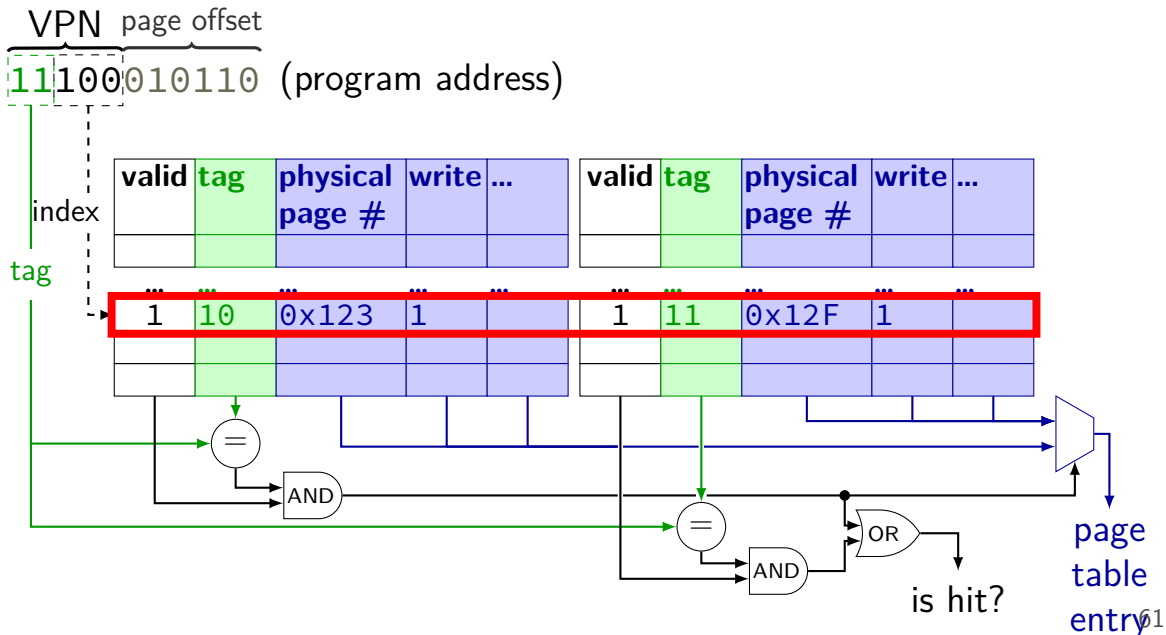 VPN page offset
11100010110 (program address)
valid tag physical page # write ... valid tag physical page # write ...
index
tag
... ... ... ... ... ... ... ... ... ...
1 10 0x123 1 1 11 0x12F 1
=
AND
=
OR
AND
is hit?
page
table
entry
61